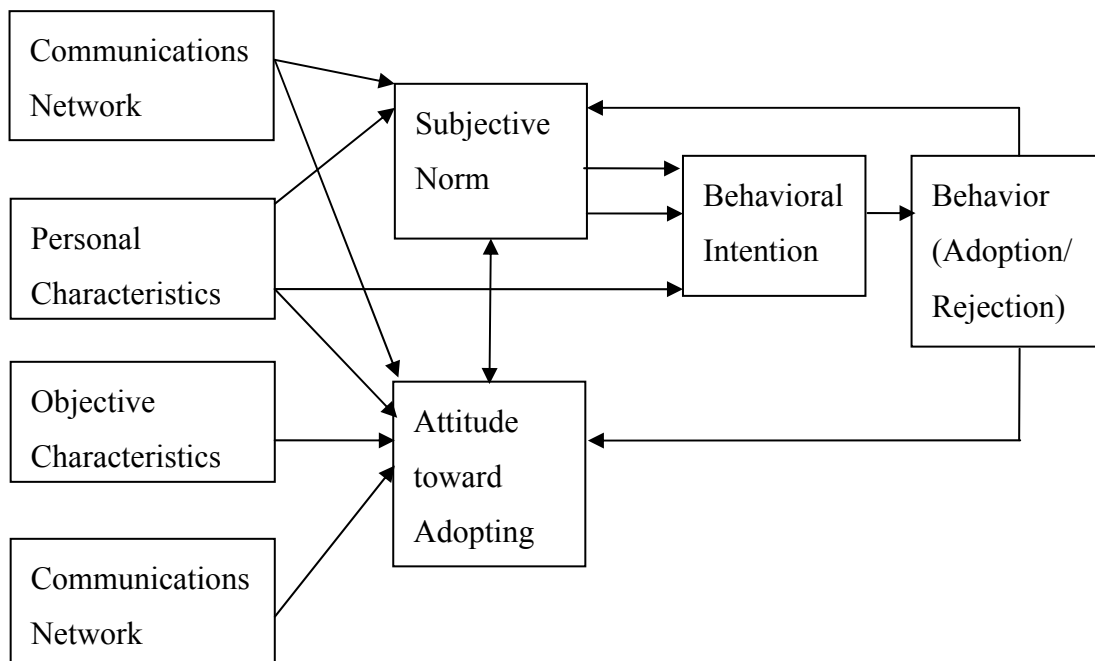 Communications
Network
Personal
Characteristics
Objective
Characteristics
Communications
Network
Subjective
Norm
Attitude
toward
Adopting
Behavioral
Intention
Behavior
(Adoption/
Rejection)